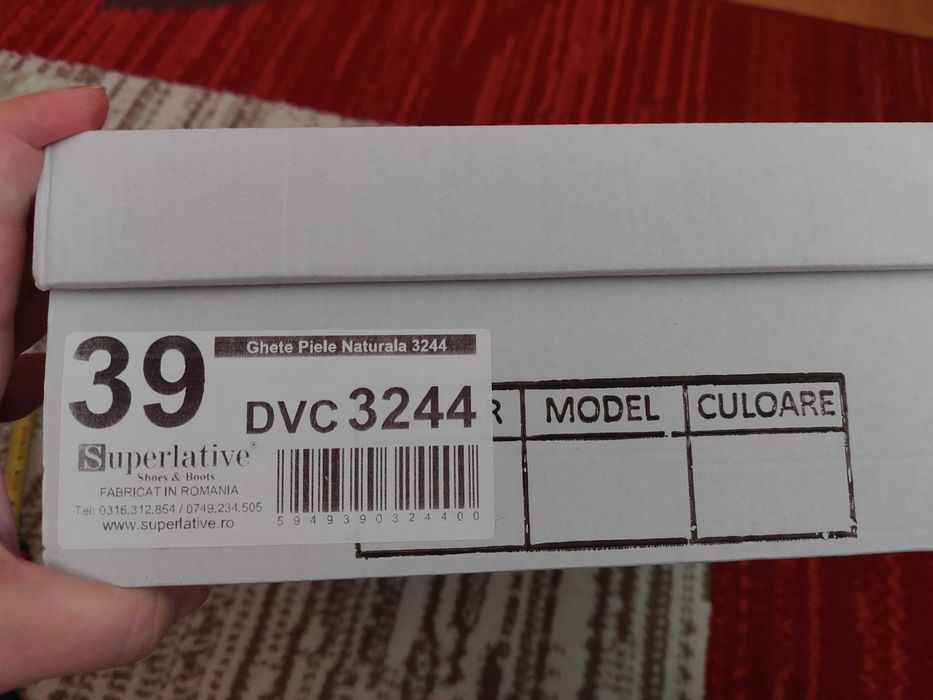 39
Ghete Piele Naturala 3244
DVC 3244
Superlative®
Shoes & Boots
FABRICAT IN ROMANIA
Tel: 0316.312.854 / 0749.234.505
www.superlative.ro
5949390324400
R MODEL CULOARE